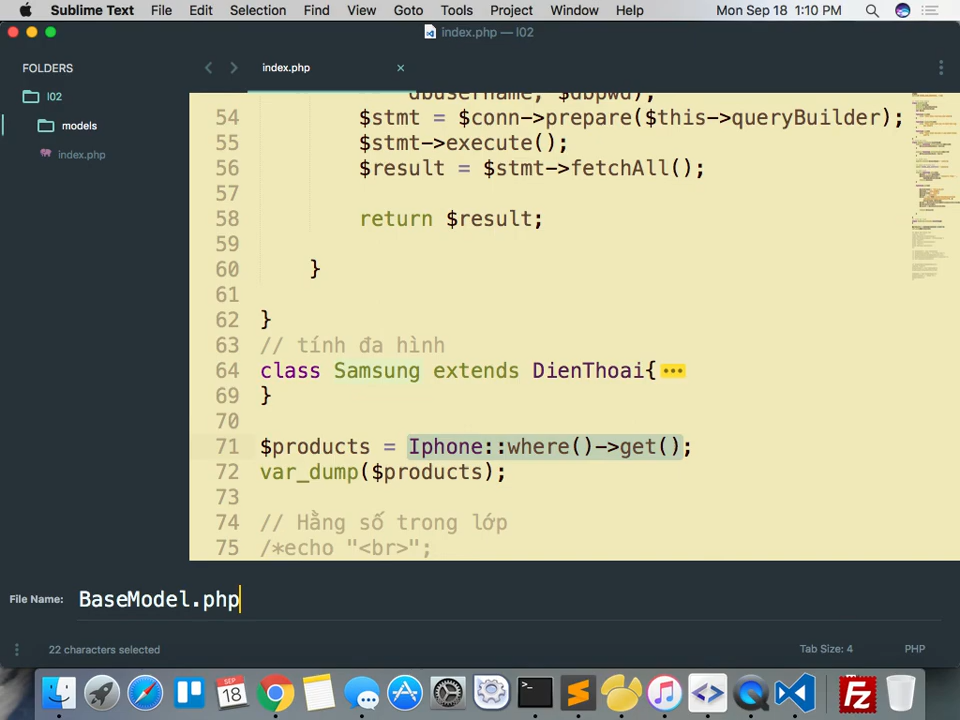 Sublime Text File Edit Selection Find View Goto Tools Project Window Help Mon Sep 18 1:10 PM
index.php — l02
FOLDERS
l02
models
index.php
index.php ×
dbusername, $dbpwd);
54 $stmt = $conn->prepare($this->queryBuilder);
55 $stmt->execute();
56 $result = $stmt->fetchAll();
57
58 return $result;
59
60 }
61
62 }
63 // tính đa hình
64 class Samsung extends DienThoai{
69 }
70
71 $products = Iphone::where()->get();
72 var_dump($products);
73
74 // Hằng số trong lớp
75 /*echo "<br>";
File Name: BaseModel.php
22 characters selected Tab Size: 4 PHP
SEP
18